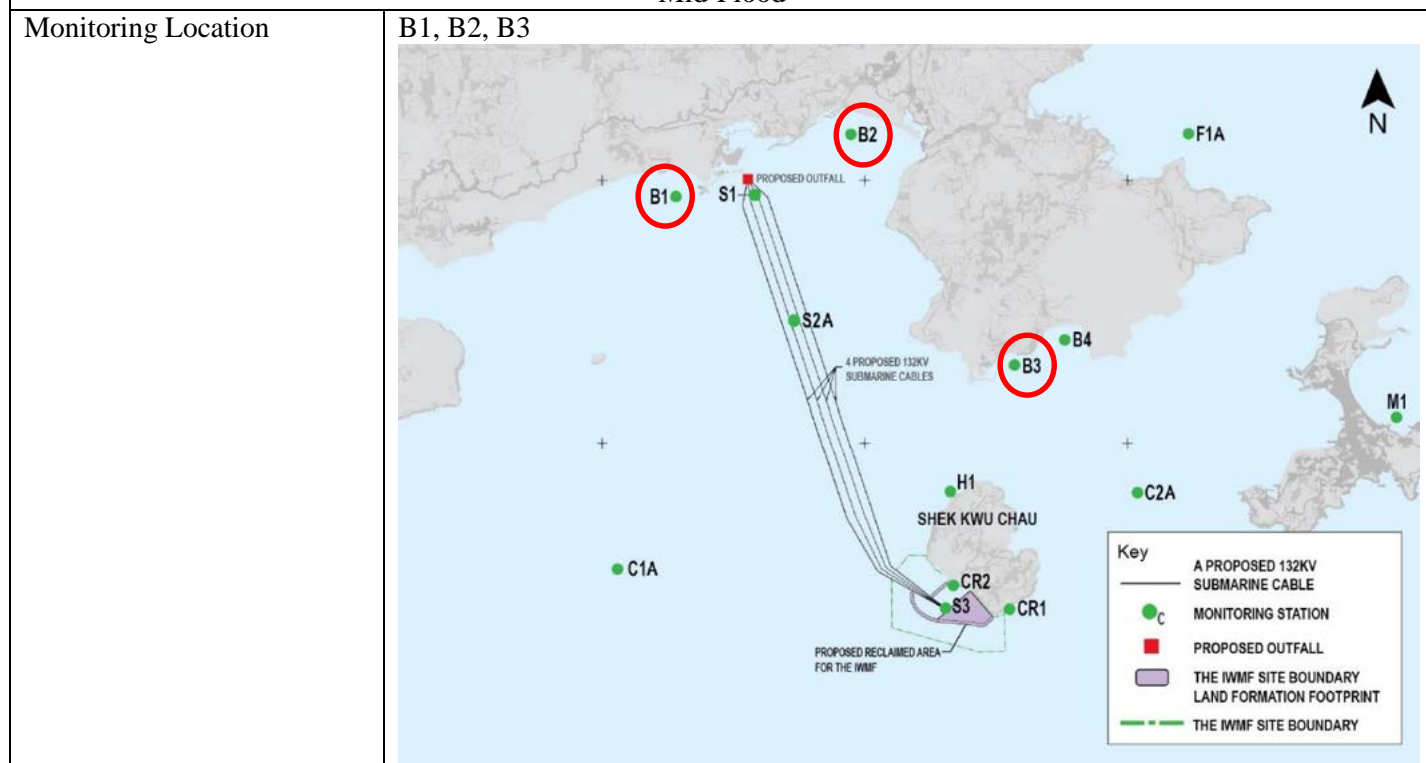 Mid-Flood
Monitoring Location
B1, B2, B3
N
B2
F1A
PROPOSED OUTFALL
B1
S1
S2A
B4
4 PROPOSED 132KV
SUBMARINE CABLES
B3
M1
H1
C2A
SHEK KWU CHAU
C1A
CR2
S3
CR1
PROPOSED RECLAIMED AREA
FOR THE IWMF
Key
A PROPOSED 132KV
SUBMARINE CABLE
C
MONITORING STATION
PROPOSED OUTFALL
THE IWMF SITE BOUNDARY
LAND FORMATION FOOTPRINT
THE IWMF SITE BOUNDARY